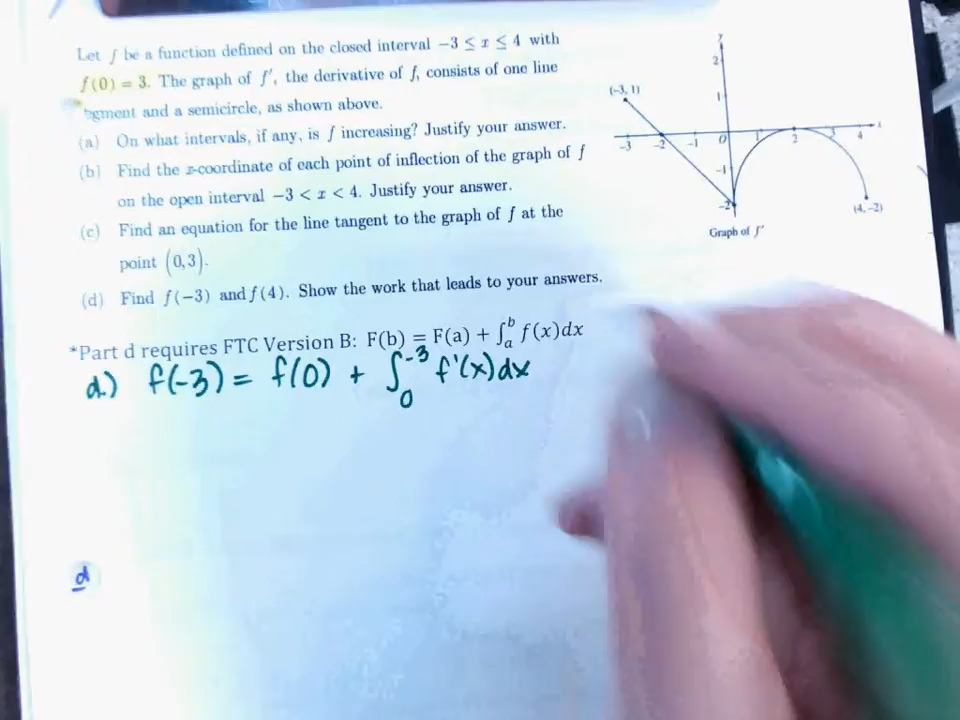 Let f be a function defined on the closed interval −3 ≤ x ≤ 4 with
f(0) = 3. The graph of f′, the derivative of f, consists of one line
gment and a semicircle, as shown above.
(a) On what intervals, if any, is f increasing? Justify your answer.
(b) Find the x-coordinate of each point of inflection of the graph of f
on the open interval −3 < x < 4. Justify your answer.
(c) Find an equation for the line tangent to the graph of f at the
point (0,3).
(d) Find f(−3) and f(4). Show the work that leads to your answers.
y
2
(−3, 1)
1
x
−3 −2 −1 O 1 2 3 4
−1
−2
(4, −2)
Graph of f′
*Part d requires FTC Version B: F(b) = F(a) + ∫_a^b f(x)dx
d.) f(-3) = f(0) + ∫_0^-3 f'(x)dx
d